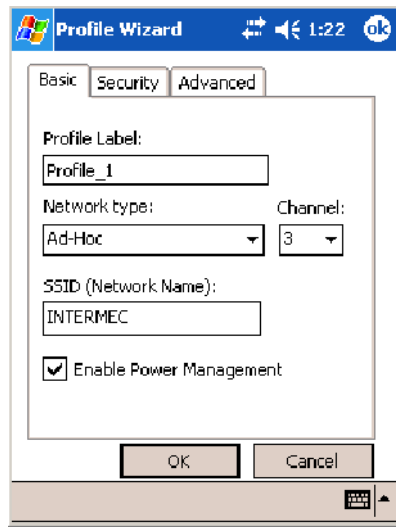 Profile Wizard 1:22 ok
Basic Security Advanced
Profile Label:
Profile_1
Network type: Channel:
Ad-Hoc 3
SSID (Network Name):
INTERMEC
Enable Power Management
OK Cancel